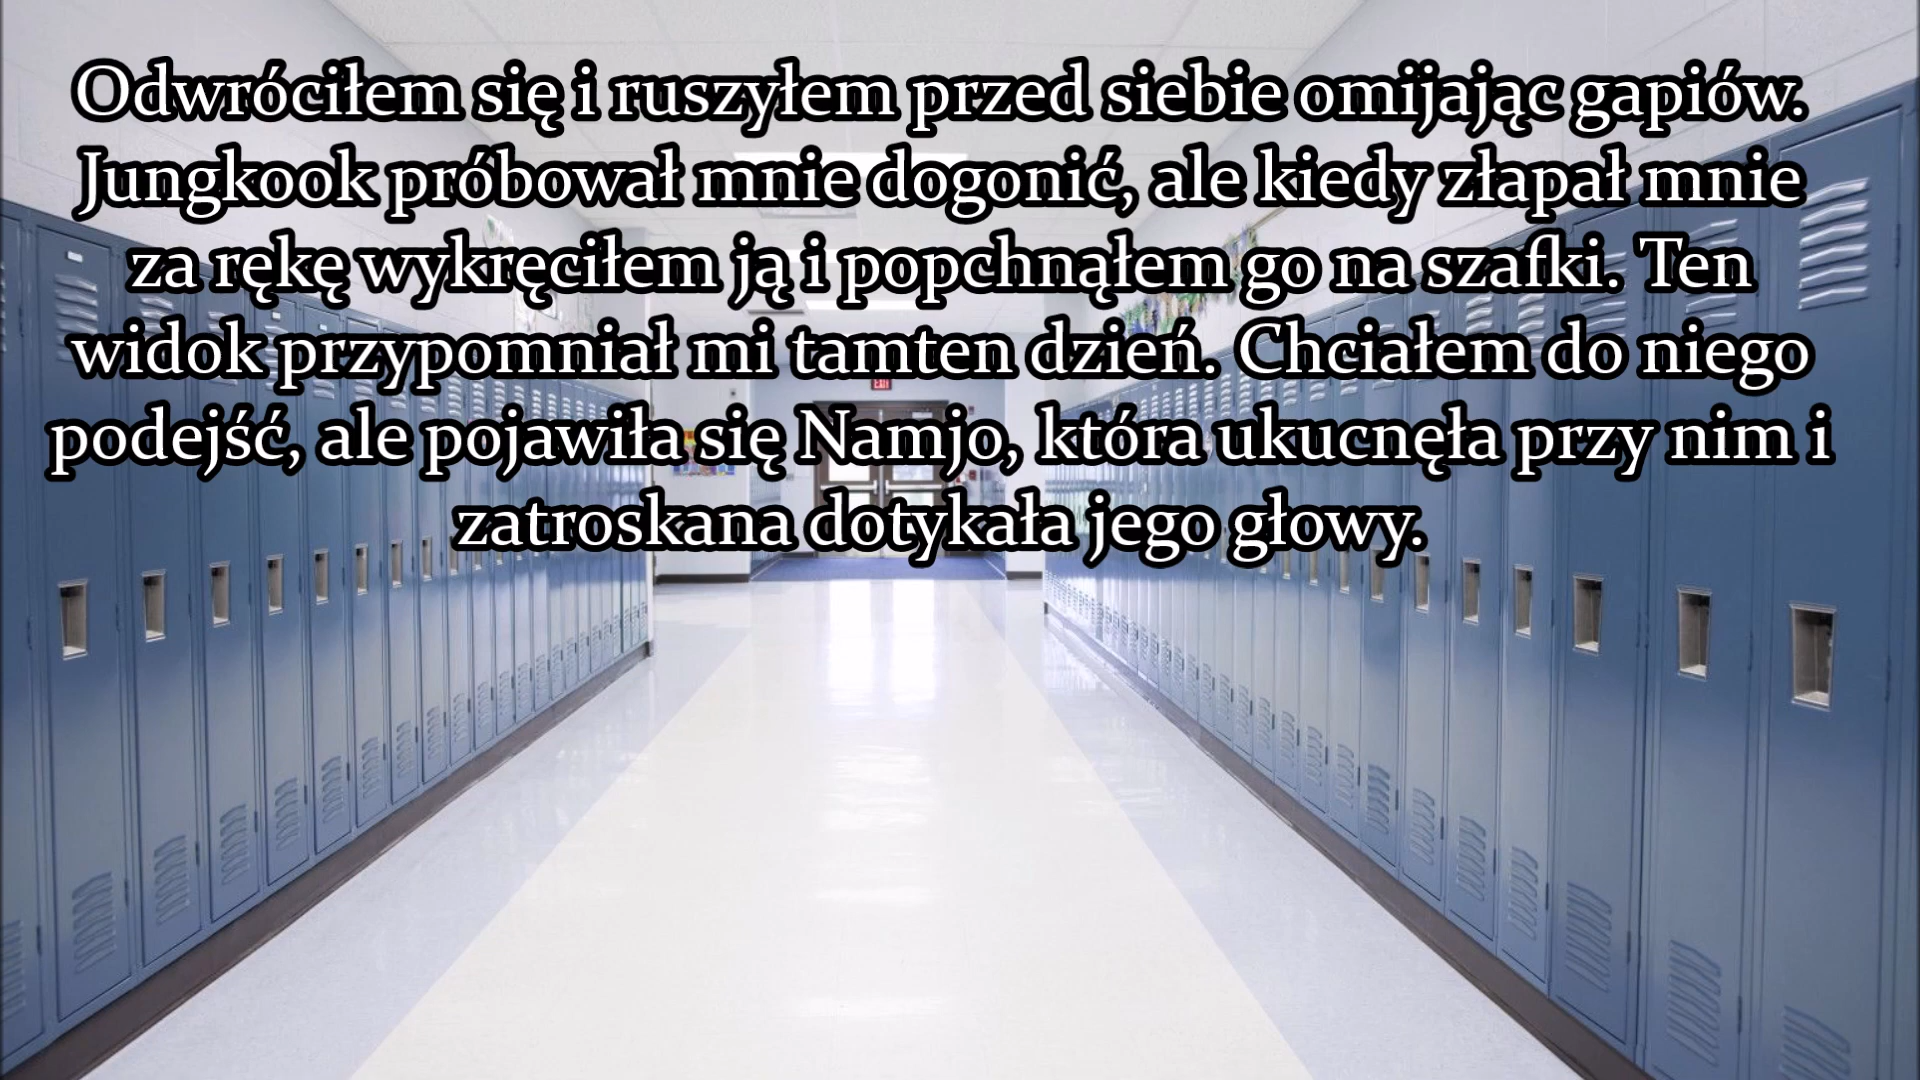 Odwróciłem się i ruszyłem przed siebie omijając gapiów.
Jungkook próbował mnie dogonić, ale kiedy złapał mnie
za rękę wykręciłem ją i popchnąłem go na szafki. Ten
widok przypomniał mi tamten dzień. Chciałem do niego
podejść, ale pojawiła się Namjo, która ukucnęła przy nim i
zatroskana dotykała jego głowy.
EXIT